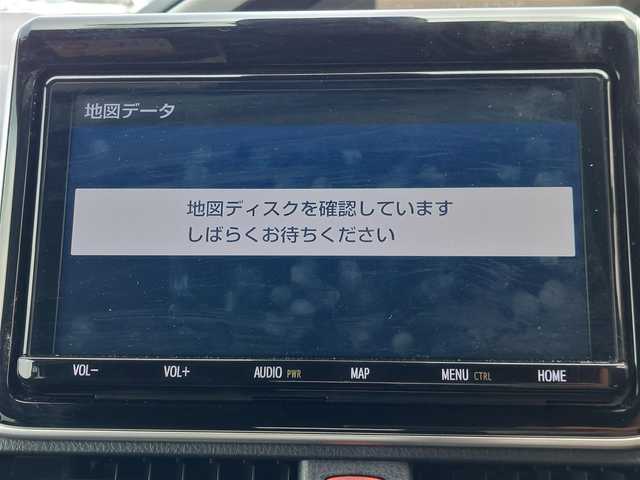 地図データ
地図ディスクを確認しています
しばらくお待ちください
VOL− VOL+ AUDIO PWR MAP MENU CTRL HOME